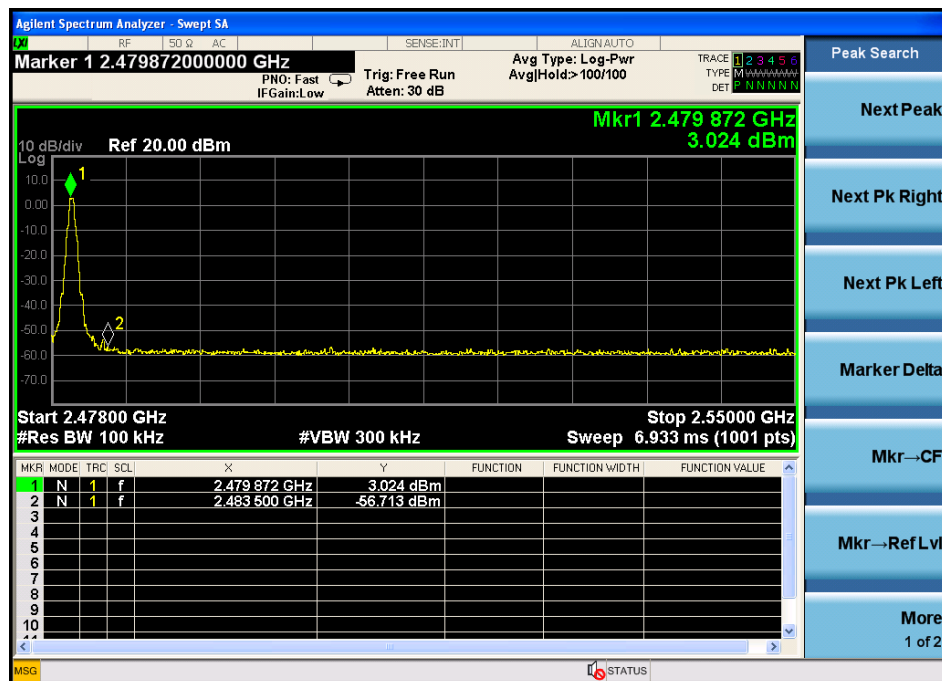 Agilent Spectrum Analyzer - Swept SA
LXI RF 50 Ω AC SENSE:INT ALIGN AUTO
Marker 1 2.479872000000 GHz
PNO: Fast
IFGain:Low
Trig: Free Run
Atten: 30 dB
Avg Type: Log-Pwr
Avg|Hold:>100/100
TRACE 1 2 3 4 5 6
TYPE M WWWWW
DET P N N N N N
Mkr1 2.479 872 GHz
3.024 dBm
10 dB/div Ref 20.00 dBm
Log
10.0
0.00
-10.0
-20.0
-30.0
-40.0
-50.0
-60.0
-70.0
1
2
Start 2.47800 GHz Stop 2.55000 GHz
#Res BW 100 kHz #VBW 300 kHz Sweep 6.933 ms (1001 pts)
MKR MODE TRC SCL X Y FUNCTION FUNCTION WIDTH FUNCTION VALUE
1 N 1 f 2.479 872 GHz 3.024 dBm
2 N 1 f 2.483 500 GHz -56.713 dBm
3
4
5
6
7
8
9
10
11
MSG STATUS
Peak Search
Next Peak
Next Pk Right
Next Pk Left
Marker Delta
Mkr→CF
Mkr→Ref Lvl
More
1 of 2